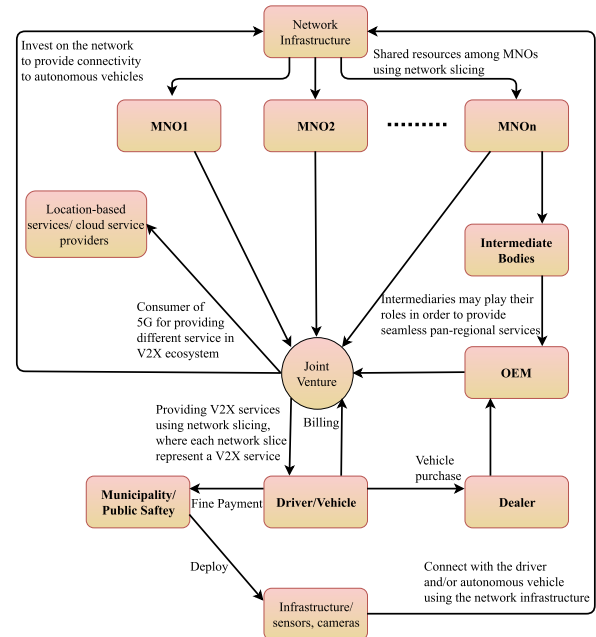 Invest on the network
to provide connectivity
to autonomous vehicles
Network
Infrastructure
Shared resources among MNOs
using network slicing
MNO1
MNO2
MNOn
Location-based
services/ cloud service
providers
Intermediate
Bodies
Consumer of
5G for providing
different service in
V2X ecosystem
Intermediaries may play their
roles in order to provide
seamless pan-regional services
Joint
Venture
OEM
Providing V2X services
using network slicing,
where each network slice
represent a V2X service
Billing
Vehicle
purchase
Municipality/
Public Saftey
Fine Payment
Driver/Vehicle
Dealer
Deploy
Connect with the driver
and/or autonomous vehicle
using the network infrastructure
Infrastructure/
sensors, cameras